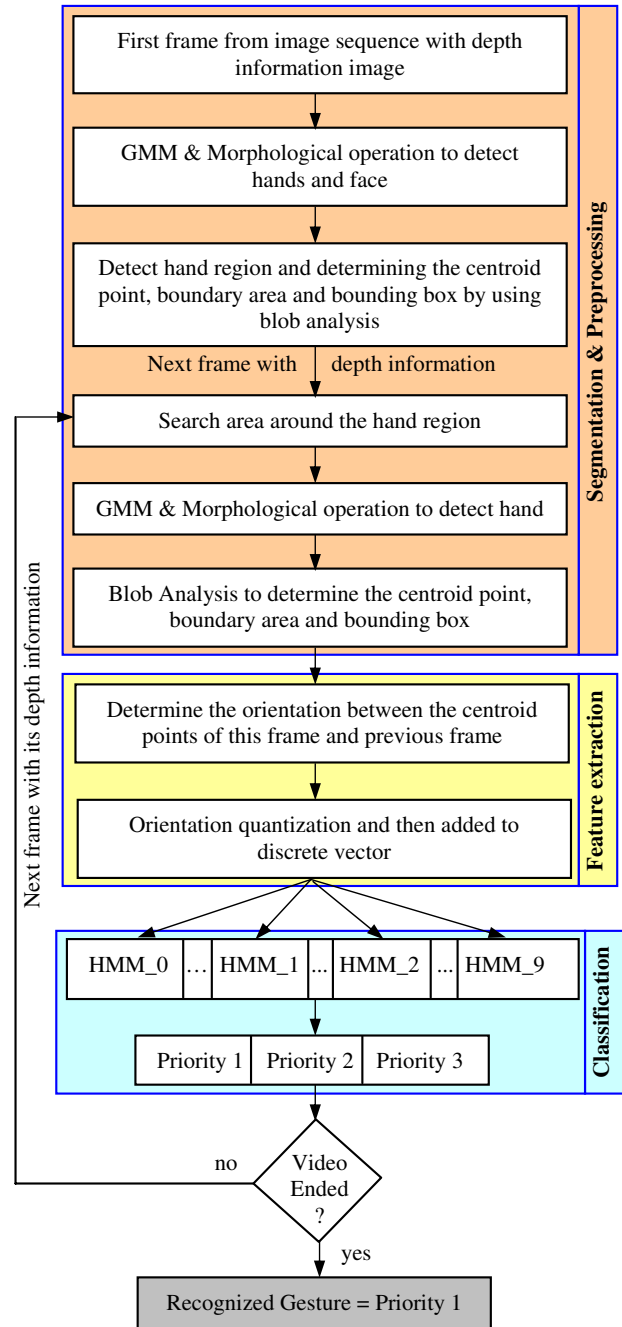 First frame from image sequence with depth
information image
GMM & Morphological operation to detect
hands and face
Detect hand region and determining the centroid
point, boundary area and bounding box by using
blob analysis
Next frame with depth information
Search area around the hand region
GMM & Morphological operation to detect hand
Blob Analysis to determine the centroid point,
boundary area and bounding box
Segmentation & Preprocessing
Determine the orientation between the centroid
points of this frame and previous frame
Orientation quantization and then added to
discrete vector
Feature extraction
HMM_0 ... HMM_1 ... HMM_2 ... HMM_9
Priority 1 Priority 2 Priority 3
Classification
no
Video
Ended
?
yes
Next frame with its depth information
Recognized Gesture = Priority 1